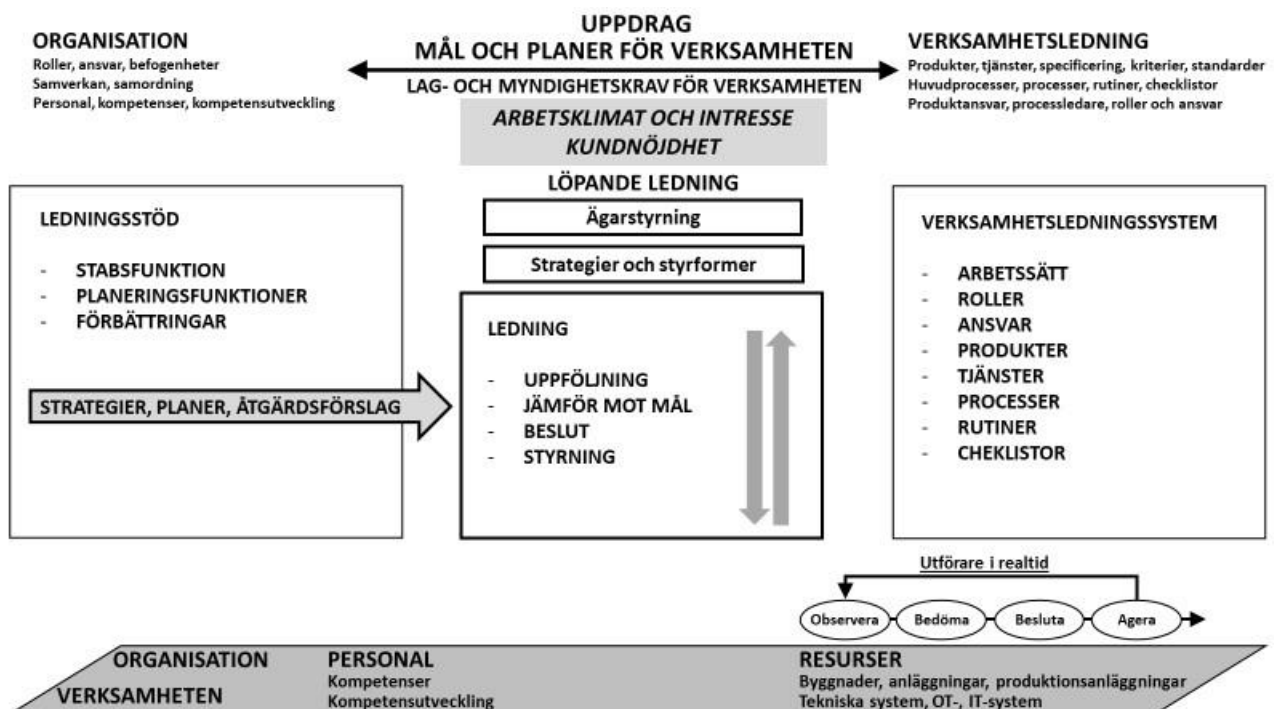 ORGANISATION
Roller, ansvar, befogenheter
Samverkan, samordning
Personal, kompetenser, kompetensutveckling
UPPDRAG
MÅL OCH PLANER FÖR VERKSAMHETEN
LAG- OCH MYNDIGHETSKRAV FÖR VERKSAMHETEN
ARBETSKLIMAT OCH INTRESSE
KUNDNÖJDHET
VERKSAMHETSLEDNING
Produkter, tjänster, specificering, kriterier, standarder
Huvudprocesser, processer, rutiner, checklistor
Produktansvar, processledare, roller och ansvar
LEDNINGSSTÖD
- STABSFUNKTION
- PLANERINGSFUNKTIONER
- FÖRBÄTTRINGAR
STRATEGIER, PLANER, ÅTGÄRDSFÖRSLAG
LÖPANDE LEDNING
Ägarstyrning
Strategier och styrformer
LEDNING
- UPPFÖLJNING
- JÄMFÖR MOT MÅL
- BESLUT
- STYRNING
VERKSAMHETSLEDNINGSSYSTEM
- ARBETSSÄTT
- ROLLER
- ANSVAR
- PRODUKTER
- TJÄNSTER
- PROCESSER
- RUTINER
- CHEKLISTOR
Utförare i realtid
Observera
Bedöma
Besluta
Agera
ORGANISATION
VERKSAMHETEN
PERSONAL
Kompetenser
Kompetensutveckling
RESURSER
Byggnader, anläggningar, produktionsanläggningar
Tekniska system, OT-, IT-system